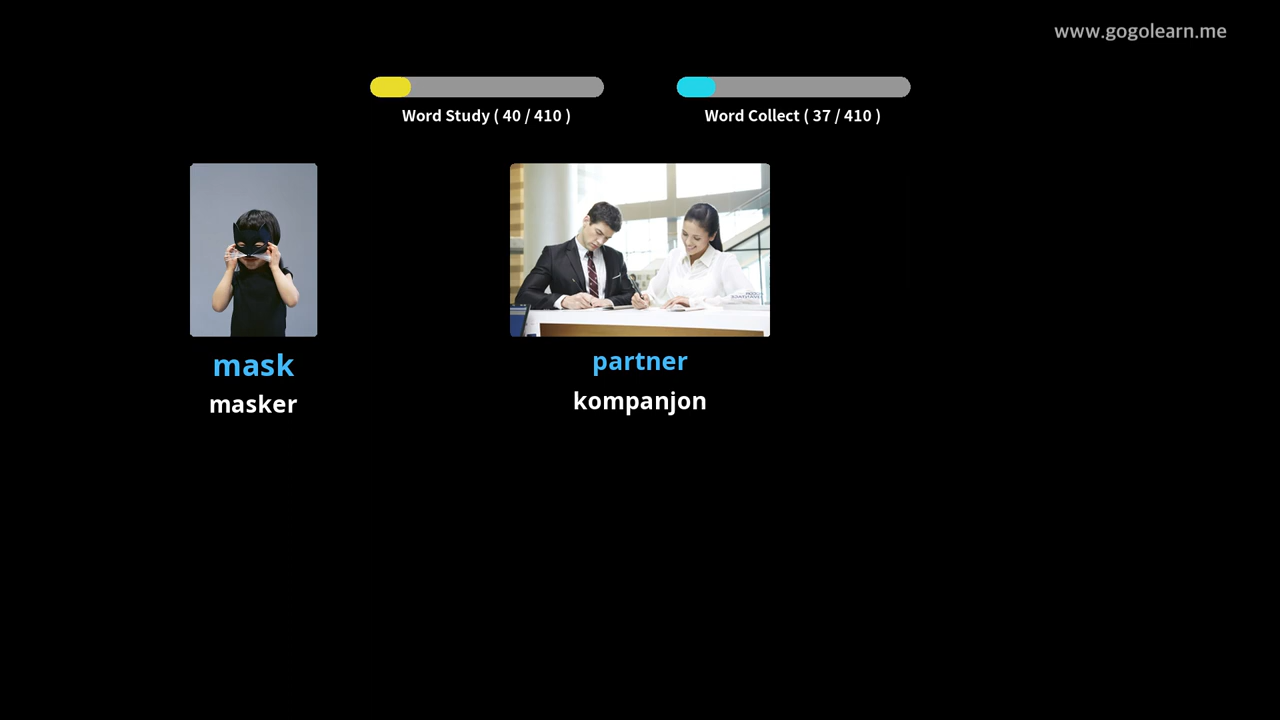 www.gogolearn.me
Word Study ( 40 / 410 )
Word Collect ( 37 / 410 )
mask
masker
partner
kompanjon